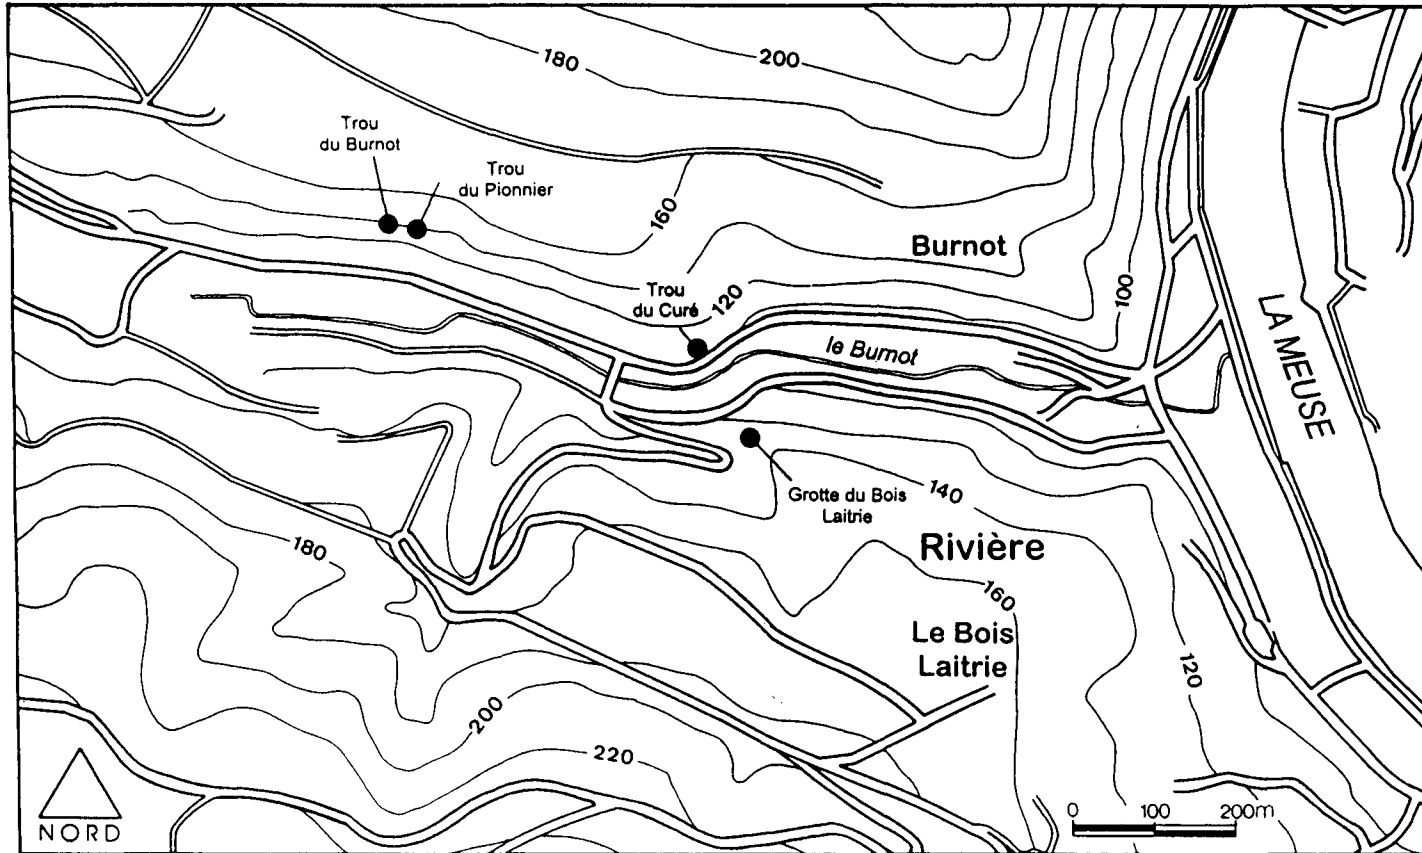 200
180
Trou
du Burnot
Trou
du Pionnier
160
Burnot
Trou
du Curé
120
100
le Burnot
LA MEUSE
Grotte du Bois
Laitrie
140
180
Rivière
160
Le Bois
Laitrie
120
200
220
NORD
0 100 200m